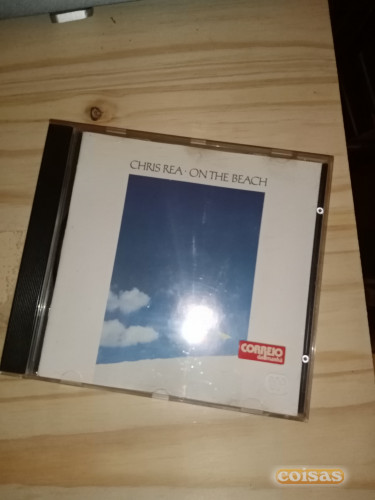 CHRIS REA · ON THE BEACH
CORREIO
coisas